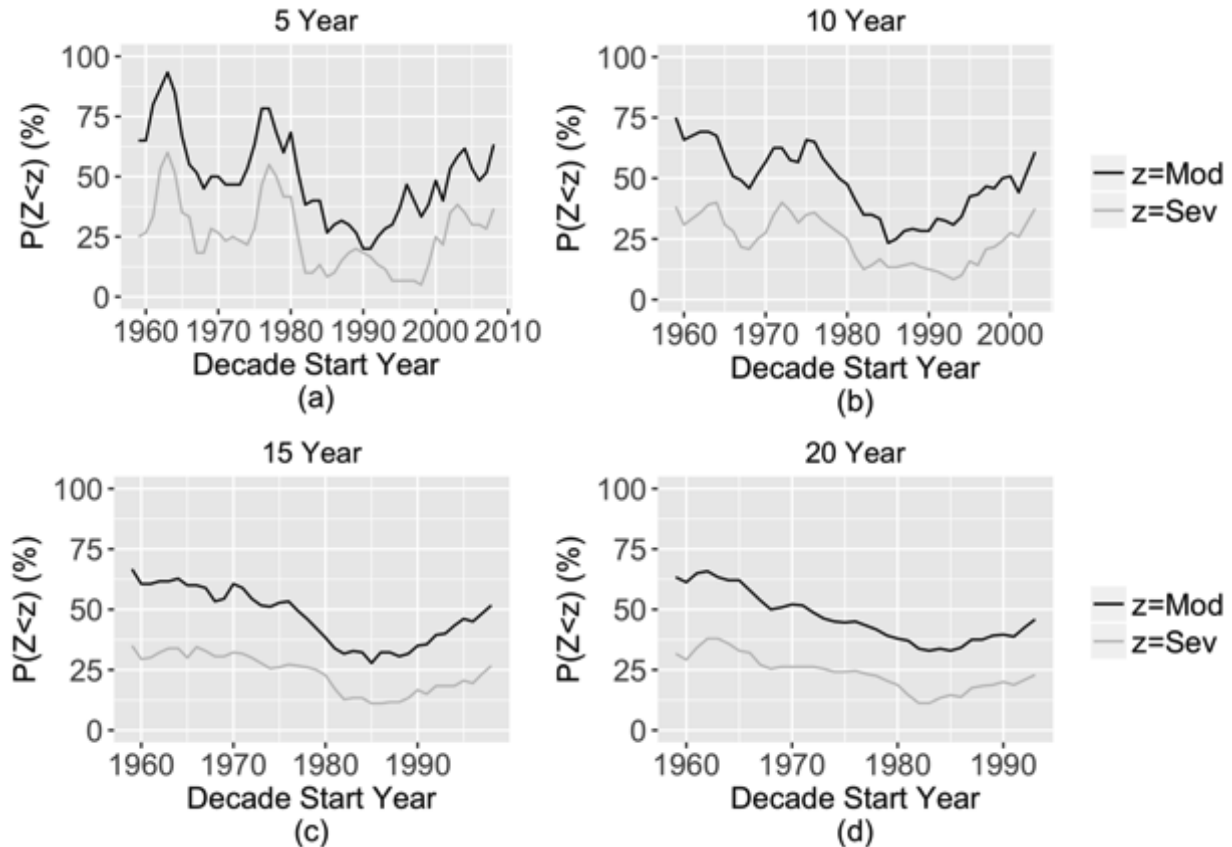 5 Year
10 Year
P(Z<z) (%)
100
75
50
25
0
1960 1970 1980 1990 2000 2010
Decade Start Year
(a)
P(Z<z) (%)
100
75
50
25
0
1960 1970 1980 1990 2000
Decade Start Year
(b)
z=Mod
z=Sev
15 Year
20 Year
P(Z<z) (%)
100
75
50
25
0
1960 1970 1980 1990
Decade Start Year
(c)
P(Z<z) (%)
100
75
50
25
0
1960 1970 1980 1990
Decade Start Year
(d)
z=Mod
z=Sev